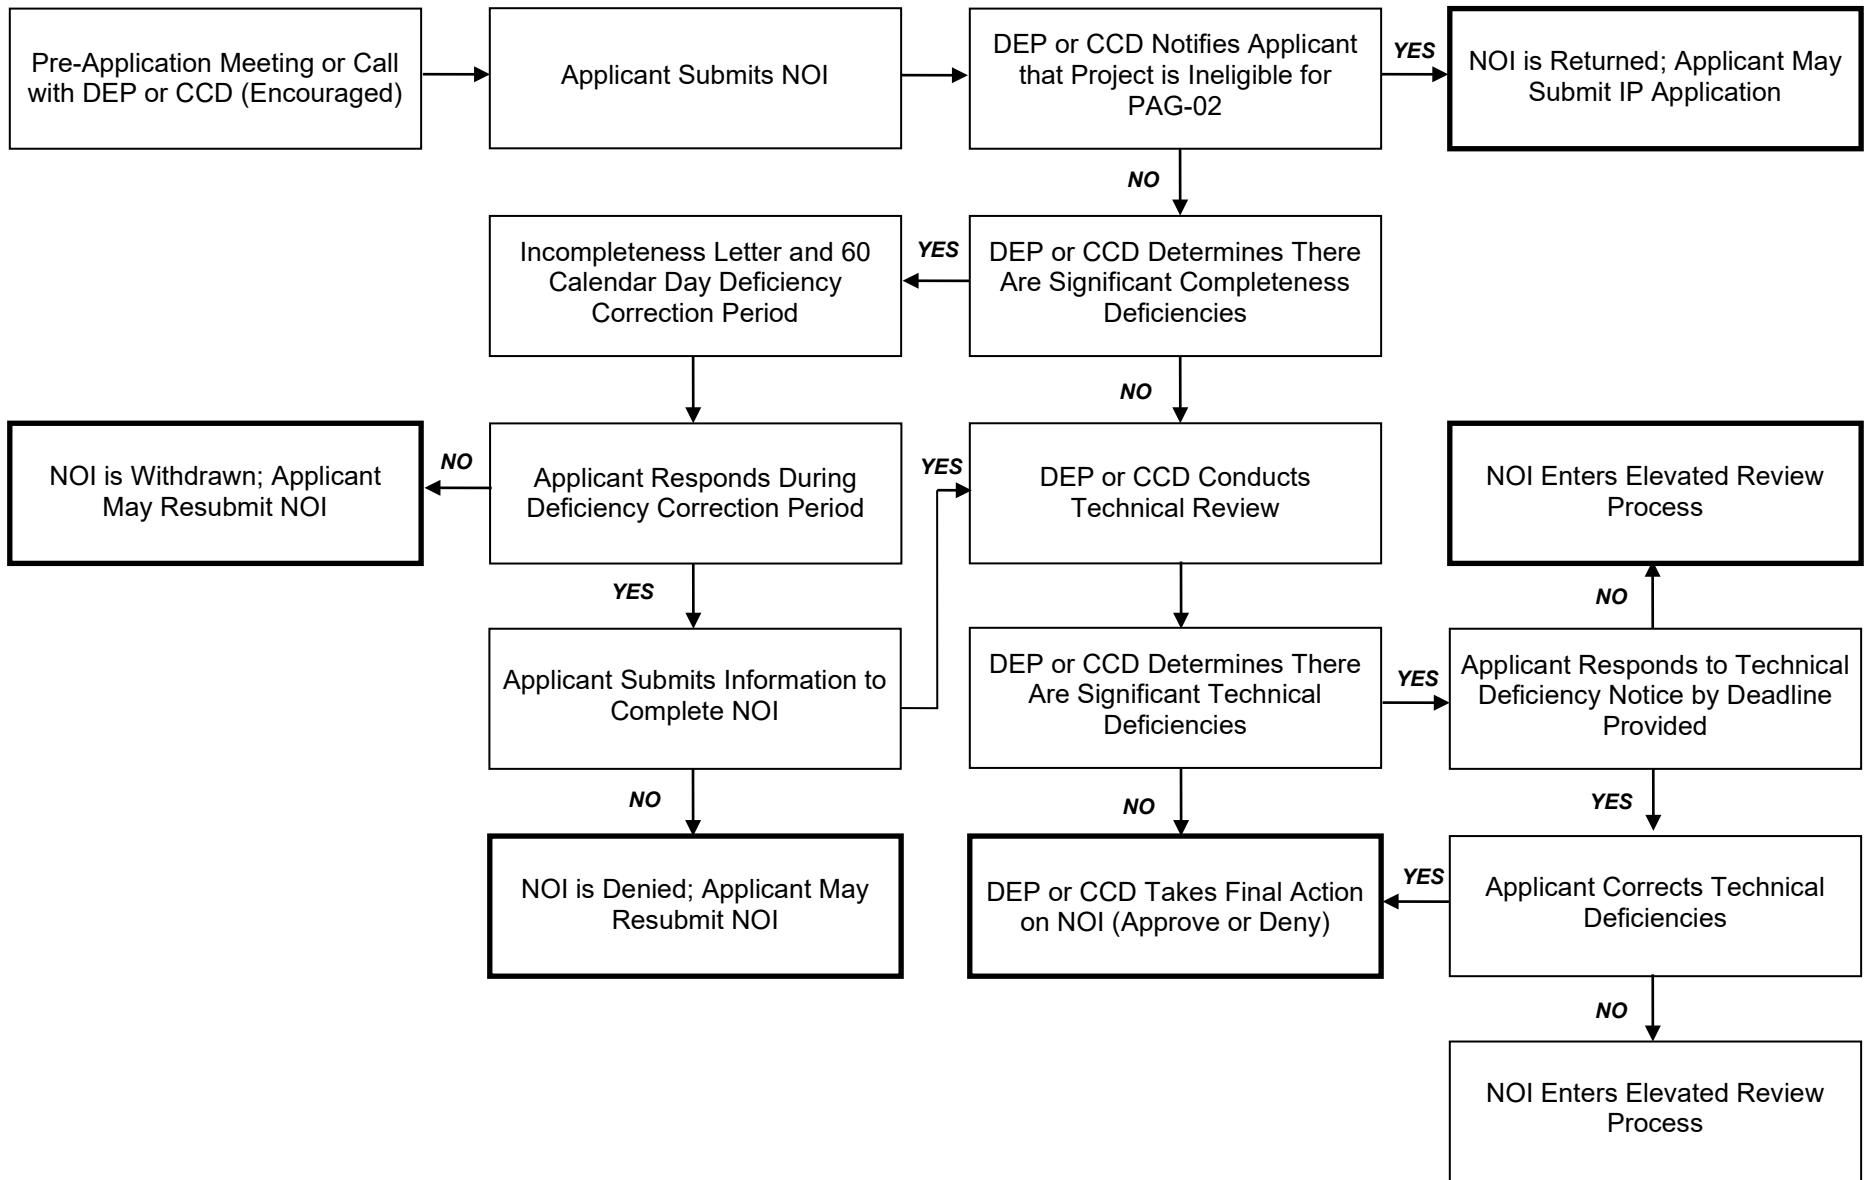 Pre-Application Meeting or Call
with DEP or CCD (Encouraged)
Applicant Submits NOI
DEP or CCD Notifies Applicant
that Project is Ineligible for
PAG-02
YES
NOI is Returned; Applicant May
Submit IP Application
NO
Incompleteness Letter and 60
Calendar Day Deficiency
Correction Period
YES
DEP or CCD Determines There
Are Significant Completeness
Deficiencies
NO
NOI is Withdrawn; Applicant
May Resubmit NOI
NO
Applicant Responds During
Deficiency Correction Period
YES
DEP or CCD Conducts
Technical Review
NOI Enters Elevated Review
Process
YES
NO
Applicant Submits Information to
Complete NOI
DEP or CCD Determines There
Are Significant Technical
Deficiencies
YES
Applicant Responds to Technical
Deficiency Notice by Deadline
Provided
NO
NO
YES
NOI is Denied; Applicant May
Resubmit NOI
DEP or CCD Takes Final Action
on NOI (Approve or Deny)
YES
Applicant Corrects Technical
Deficiencies
NO
NOI Enters Elevated Review
Process